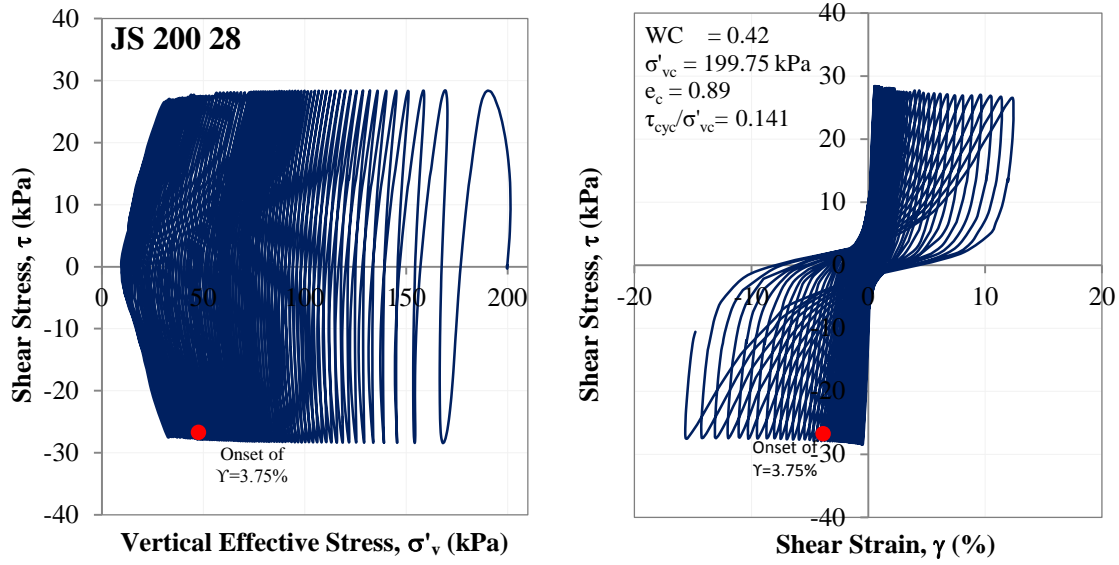 JS 200 28
Shear Stress, τ (kPa)
40
30
20
10
0
-10
-20
-30
-40
0
50
100
150
200
Onset of
ϒ=3.75%
Vertical Effective Stress, σ'v (kPa)
WC = 0.42
σ'vc = 199.75 kPa
ec = 0.89
τcyc/σ'vc= 0.141
Shear Stress, τ (kPa)
40
30
20
10
0
-10
-20
-30
-40
-20
-10
0
10
20
Onset of
ϒ=3.75%
Shear Strain, γ (%)